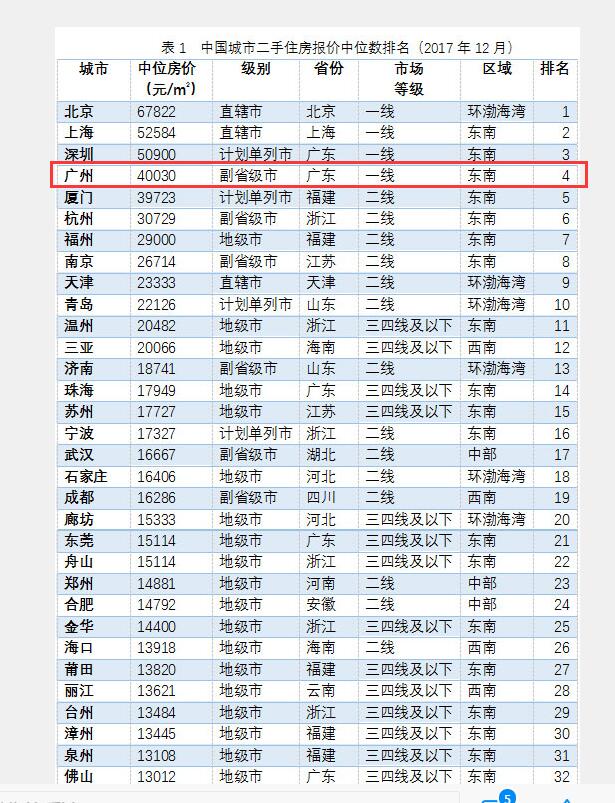 表 1 中国城市二手住房报价中位数排名（2017 年 12 月）
城市 中位房价 级别 省份 市场 区域 排名
（元/㎡） 等级
北京 67822 直辖市 北京 一线 环渤海湾 1
上海 52584 直辖市 上海 一线 东南 2
深圳 50900 计划单列市 广东 一线 东南 3
广州 40030 副省级市 广东 一线 东南 4
厦门 39723 计划单列市 福建 二线 东南 5
杭州 30729 副省级市 浙江 二线 东南 6
福州 29000 地级市 福建 二线 东南 7
南京 26714 副省级市 江苏 二线 东南 8
天津 23333 直辖市 天津 二线 环渤海湾 9
青岛 22126 计划单列市 山东 二线 环渤海湾 10
温州 20482 地级市 浙江 三四线及以下 东南 11
三亚 20066 地级市 海南 三四线及以下 西南 12
济南 18741 副省级市 山东 二线 环渤海湾 13
珠海 17949 地级市 广东 三四线及以下 东南 14
苏州 17727 地级市 江苏 三四线及以下 东南 15
宁波 17327 计划单列市 浙江 二线 东南 16
武汉 16667 副省级市 湖北 二线 中部 17
石家庄 16406 地级市 河北 二线 环渤海湾 18
成都 16286 副省级市 四川 二线 西南 19
廊坊 15333 地级市 河北 三四线及以下 环渤海湾 20
东莞 15114 地级市 广东 三四线及以下 东南 21
舟山 15114 地级市 浙江 三四线及以下 东南 22
郑州 14881 地级市 河南 二线 中部 23
合肥 14792 地级市 安徽 二线 中部 24
金华 14400 地级市 浙江 三四线及以下 东南 25
海口 13918 地级市 海南 二线 西南 26
莆田 13820 地级市 福建 三四线及以下 东南 27
丽江 13621 地级市 云南 三四线及以下 西南 28
台州 13484 地级市 浙江 三四线及以下 东南 29
漳州 13445 地级市 福建 三四线及以下 东南 30
泉州 13108 地级市 福建 三四线及以下 东南 31
佛山 13012 地级市 广东 三四线及以下 东南 32
5